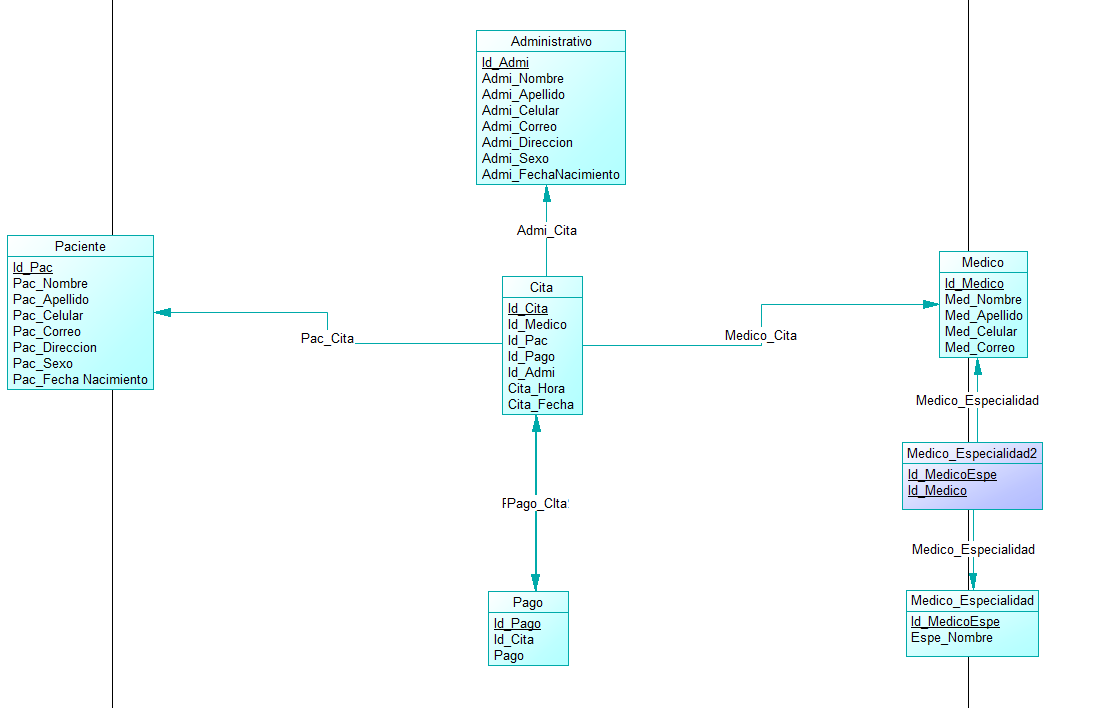 Administrativo
Id_Admi
Admi_Nombre
Admi_Apellido
Admi_Celular
Admi_Correo
Admi_Direccion
Admi_Sexo
Admi_FechaNacimiento
Admi_Cita
Paciente
Id_Pac
Pac_Nombre
Pac_Apellido
Pac_Celular
Pac_Correo
Pac_Direccion
Pac_Sexo
Pac_Fecha Nacimiento
Pac_Cita
Cita
Id_Cita
Id_Medico
Id_Pac
Id_Pago
Id_Admi
Cita_Hora
Cita_Fecha
Medico_Cita
Medico
Id_Medico
Med_Nombre
Med_Apellido
Med_Celular
Med_Correo
Medico_Especialidad
Medico_Especialidad2
Id_MedicoEspe
Id_Medico
Medico_Especialidad
Medico_Especialidad
Id_MedicoEspe
Espe_Nombre
Pago_CIta
Pago
Id_Pago
Id_Cita
Pago